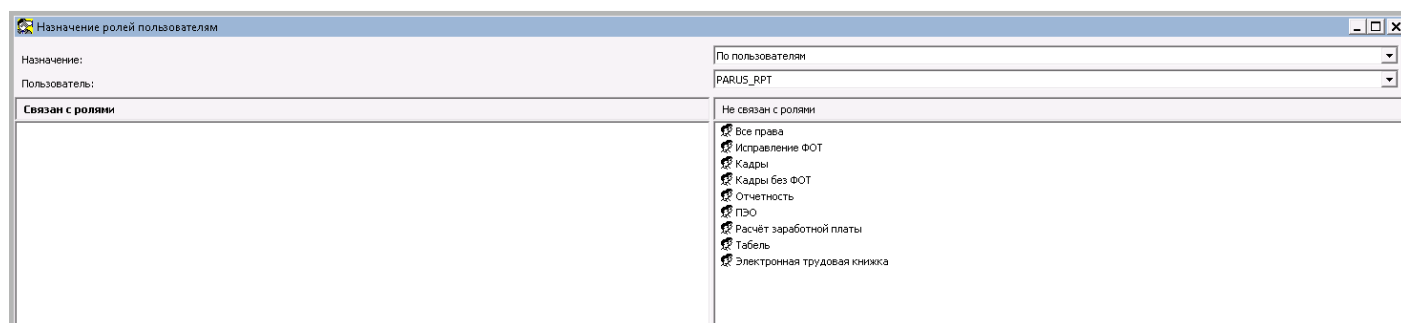 Назначение ролей пользователям
Назначение:
По пользователям
Пользователь:
PARUS_RPT
Связан с ролями
Не связан с ролями
Все права
Исправление ФОТ
Кадры
Кадры без ФОТ
Отчетность
ПЭО
Расчёт заработной платы
Табель
Электронная трудовая книжка